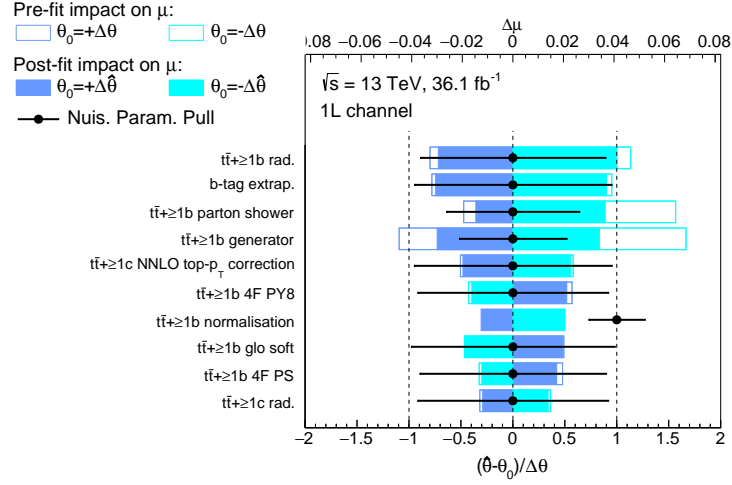 Pre-fit impact on μ:
θ₀=+Δθ θ₀=-Δθ
Post-fit impact on μ:
θ₀=+Δθ̂ θ₀=-Δθ̂
Nuis. Param. Pull
Δμ
0.08 −0.06 −0.04 −0.02 0 0.02 0.04 0.06 0.08
√s = 13 TeV, 36.1 fb⁻¹
1L channel
tt̄+≥1b rad.
b-tag extrap.
tt̄+≥1b parton shower
tt̄+≥1b generator
tt̄+≥1c NNLO top-p_T correction
tt̄+≥1b 4F PY8
tt̄+≥1b normalisation
tt̄+≥1b glo soft
tt̄+≥1b 4F PS
tt̄+≥1c rad.
−2 −1.5 −1 −0.5 0 0.5 1 1.5 2
(θ̂-θ₀)/Δθ